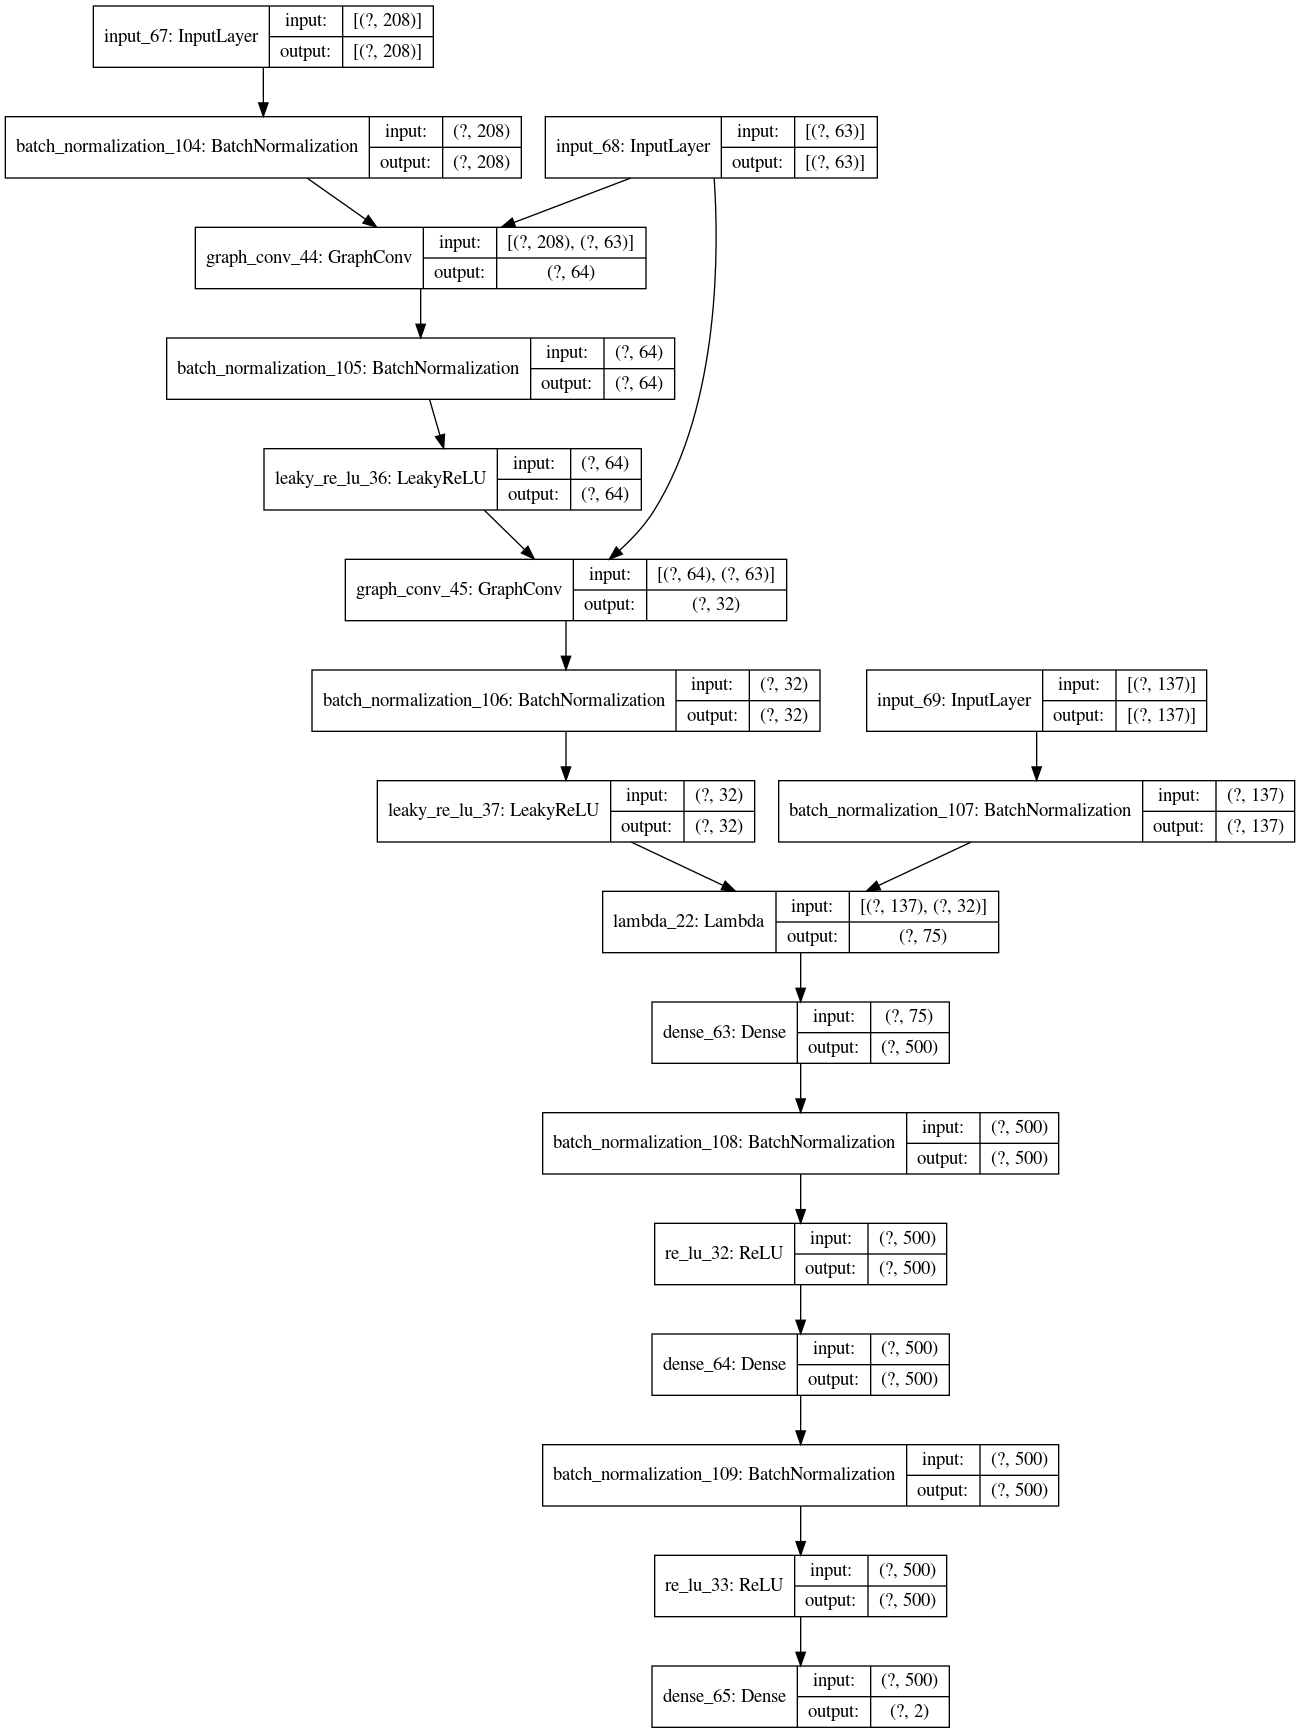 input_67: InputLayer
input: [(?, 208)]
output: [(?, 208)]
batch_normalization_104: BatchNormalization
input: (?, 208)
output: (?, 208)
input_68: InputLayer
input: [(?, 63)]
output: [(?, 63)]
graph_conv_44: GraphConv
input: [(?, 208), (?, 63)]
output: (?, 64)
batch_normalization_105: BatchNormalization
input: (?, 64)
output: (?, 64)
leaky_re_lu_36: LeakyReLU
input: (?, 64)
output: (?, 64)
graph_conv_45: GraphConv
input: [(?, 64), (?, 63)]
output: (?, 32)
batch_normalization_106: BatchNormalization
input: (?, 32)
output: (?, 32)
input_69: InputLayer
input: [(?, 137)]
output: [(?, 137)]
leaky_re_lu_37: LeakyReLU
input: (?, 32)
output: (?, 32)
batch_normalization_107: BatchNormalization
input: (?, 137)
output: (?, 137)
lambda_22: Lambda
input: [(?, 137), (?, 32)]
output: (?, 75)
dense_63: Dense
input: (?, 75)
output: (?, 500)
batch_normalization_108: BatchNormalization
input: (?, 500)
output: (?, 500)
re_lu_32: ReLU
input: (?, 500)
output: (?, 500)
dense_64: Dense
input: (?, 500)
output: (?, 500)
batch_normalization_109: BatchNormalization
input: (?, 500)
output: (?, 500)
re_lu_33: ReLU
input: (?, 500)
output: (?, 500)
dense_65: Dense
input: (?, 500)
output: (?, 2)